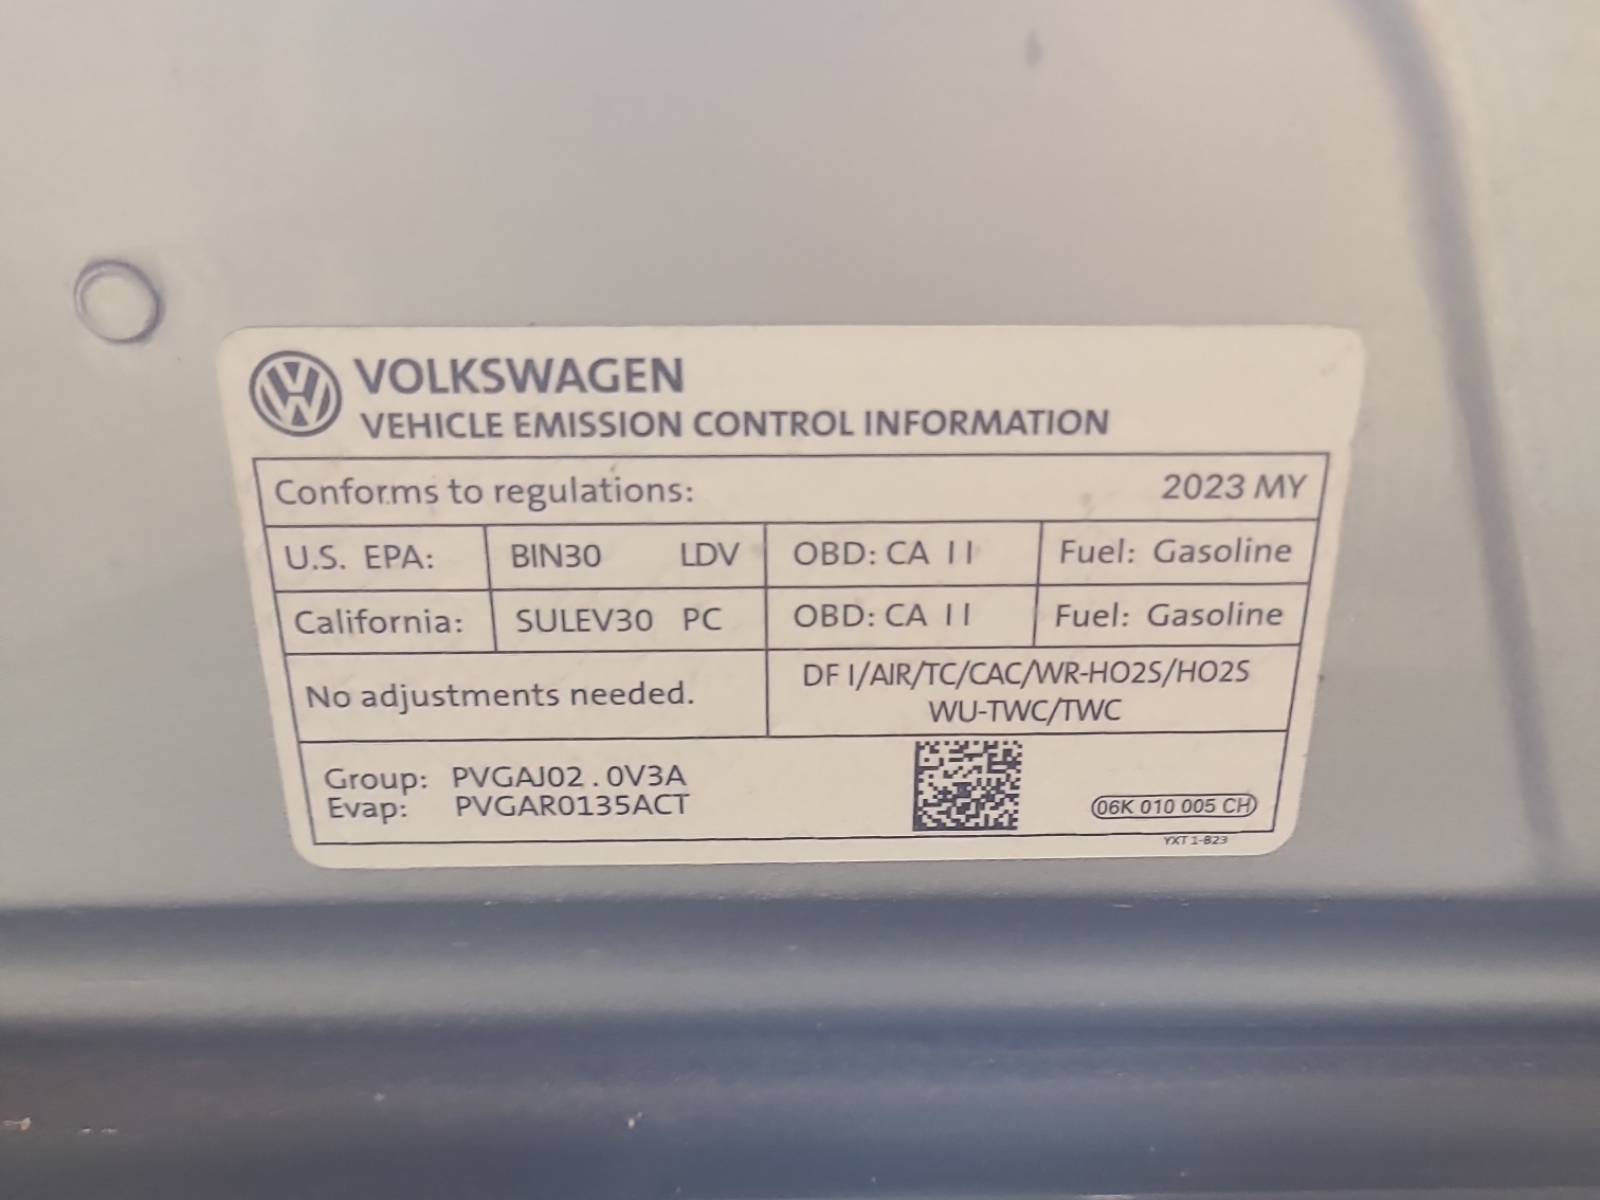 VOLKSWAGEN
VEHICLE EMISSION CONTROL INFORMATION
Conforms to regulations: 2023 MY
U.S. EPA: BIN30 LDV OBD: CA II Fuel: Gasoline
California: SULEV30 PC OBD: CA II Fuel: Gasoline
No adjustments needed.
DF I/AIR/TC/CAC/WR-HO2S/HO2S
WU-TWC/TWC
Group: PVGAJ02.0V3A
Evap: PVGAR0135ACT
06K 010 005 CH
YXT 1-B23